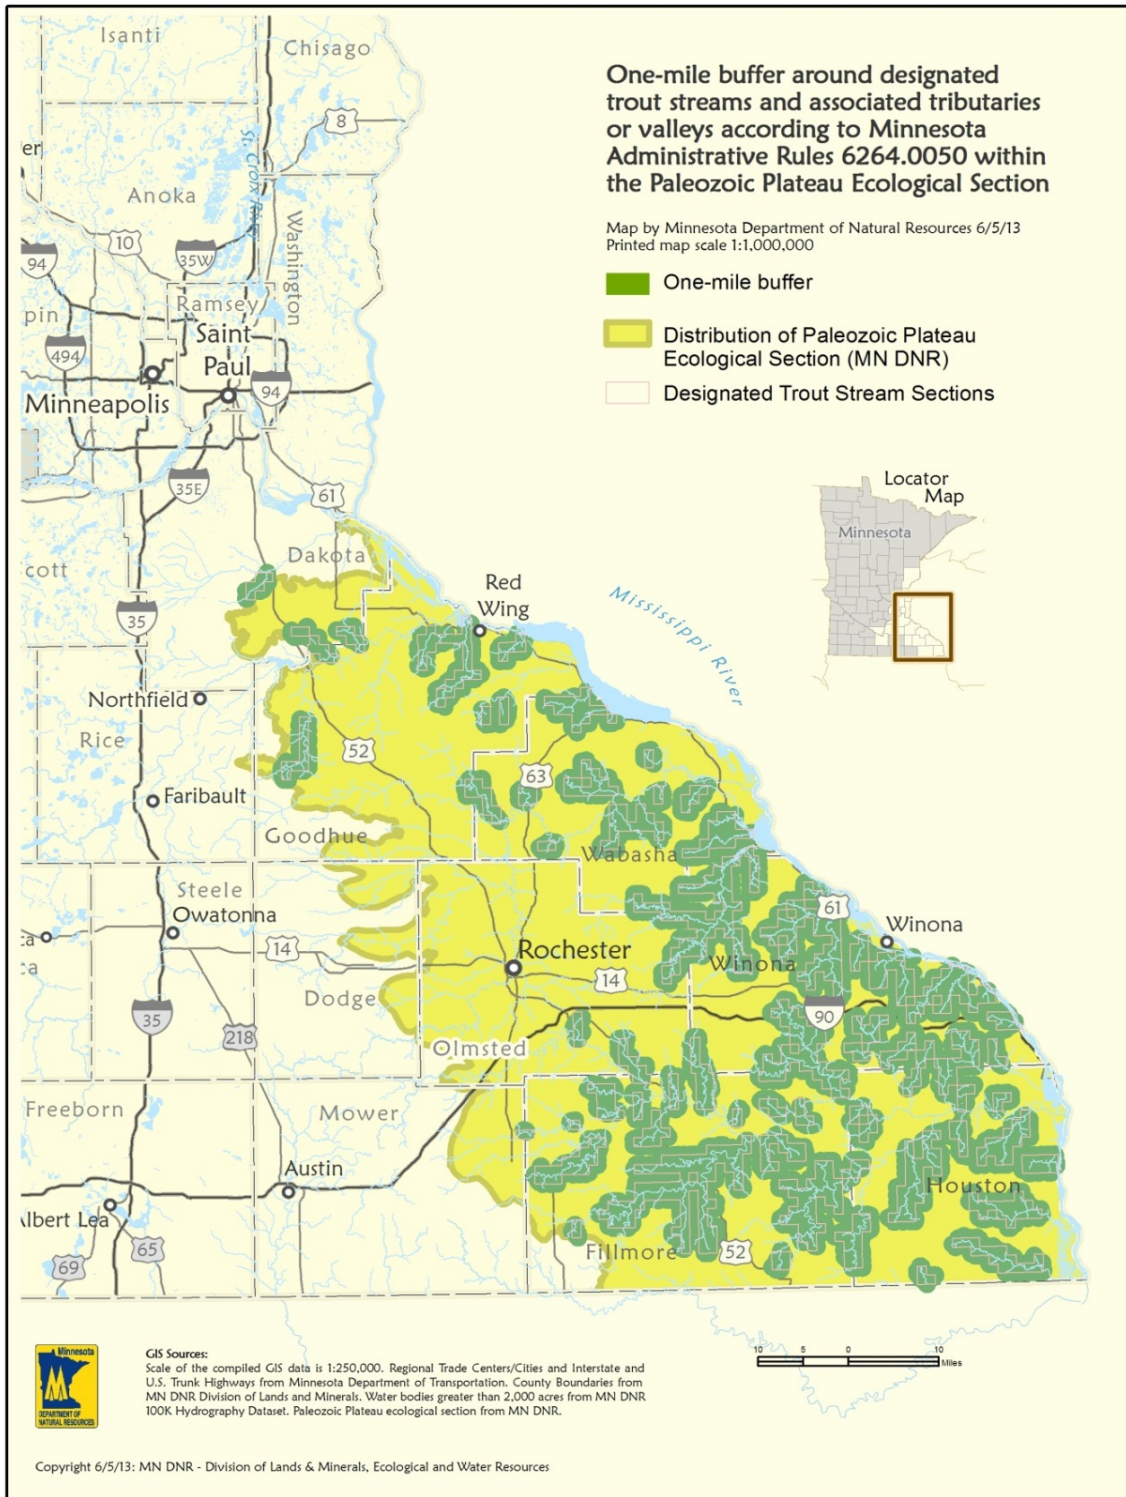 Isanti
Chisago
8
er
St. Croix River
Anoka
Washington
10
35W
94
pin
Ramsey
Saint
Paul
494
94
Minneapolis
35E
61
Dakota
cott
35
Red
Wing
Northfield
Rice
52
63
Faribault
Goodhue
Wabasha
Steele
Owatonna
ta
ca
14
Rochester
14
61
Winona
Winona
Dodge
35
218
90
Olmsted
Freeborn
Mower
Austin
Albert Lea
65
69
Houston
Fillmore
52
Mississippi River
One-mile buffer around designated
trout streams and associated tributaries
or valleys according to Minnesota
Administrative Rules 6264.0050 within
the Paleozoic Plateau Ecological Section
Map by Minnesota Department of Natural Resources 6/5/13
Printed map scale 1:1,000,000
One-mile buffer
Distribution of Paleozoic Plateau
Ecological Section (MN DNR)
Designated Trout Stream Sections
Locator
Map
Minnesota
10 5 0 10
Miles
Minnesota
DEPARTMENT OF
NATURAL RESOURCES
GIS Sources:
Scale of the compiled GIS data is 1:250,000. Regional Trade Centers/Cities and Interstate and
U.S. Trunk Highways from Minnesota Department of Transportation. County Boundaries from
MN DNR Division of Lands and Minerals. Water bodies greater than 2,000 acres from MN DNR
100K Hydrography Dataset. Paleozoic Plateau ecological section from MN DNR.
Copyright 6/5/13: MN DNR - Division of Lands & Minerals, Ecological and Water Resources